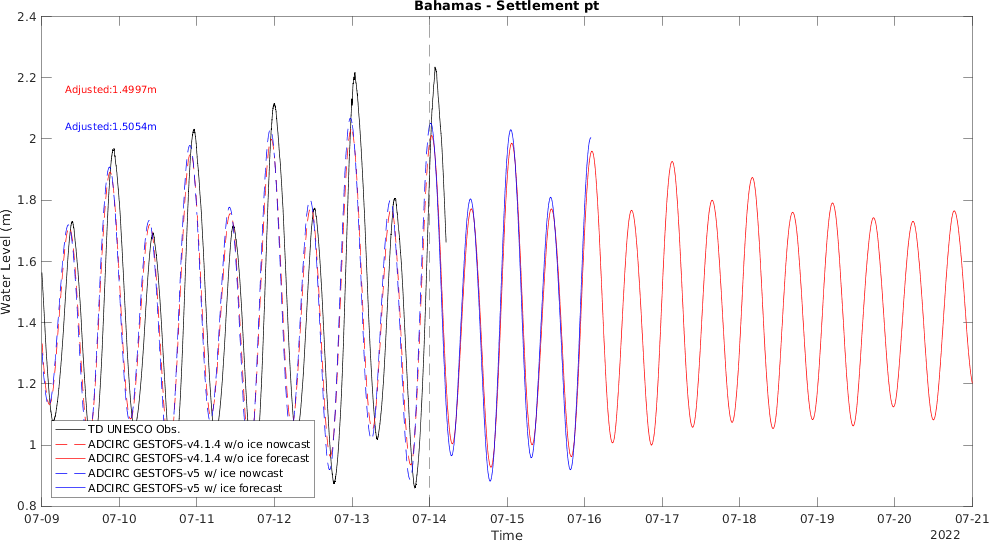 Bahamas - Settlement pt
2.4
2.2
2
1.8
1.6
1.4
1.2
1
0.8
Water Level (m)
Adjusted:1.4997m
Adjusted:1.5054m
TD UNESCO Obs.
ADCIRC GESTOFS-v4.1.4 w/o ice nowcast
ADCIRC GESTOFS-v4.1.4 w/o ice forecast
ADCIRC GESTOFS-v5 w/ ice nowcast
ADCIRC GESTOFS-v5 w/ ice forecast
07-09 07-10 07-11 07-12 07-13 07-14 07-15 07-16 07-17 07-18 07-19 07-20 07-21
Time
2022